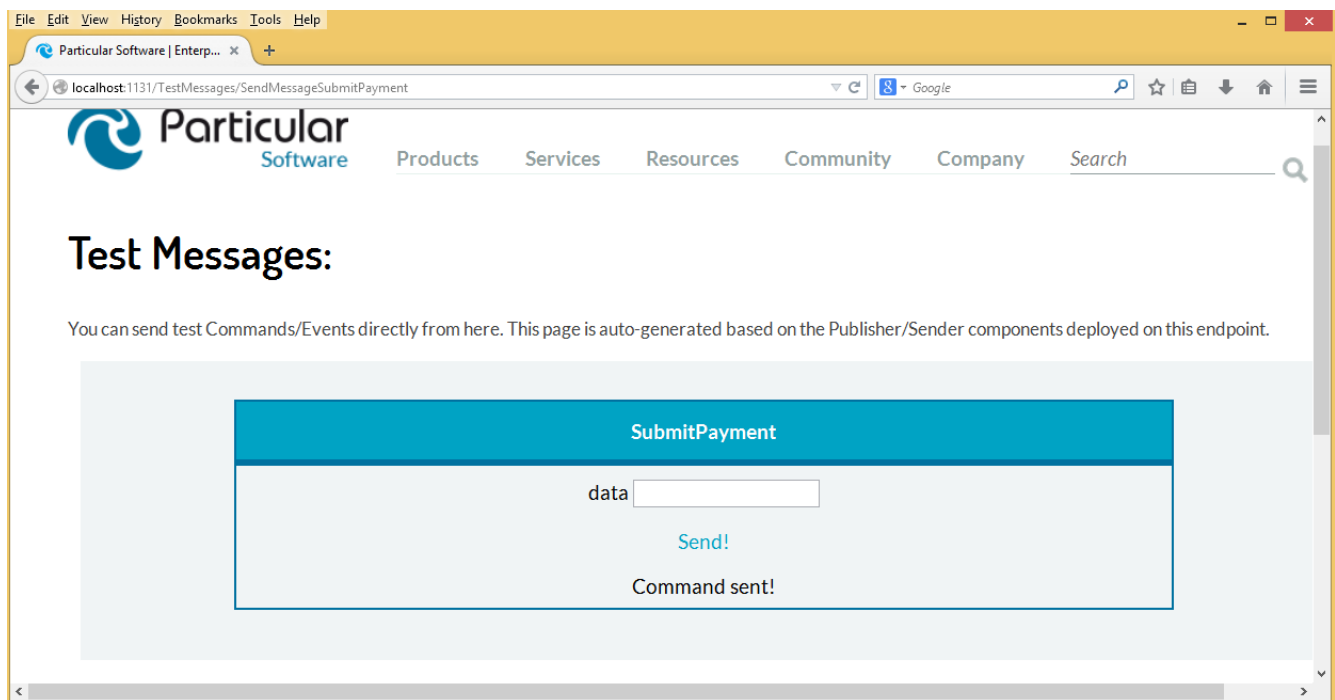 File Edit View History Bookmarks Tools Help
Particular Software | Enterp...
localhost:1131/TestMessages/SendMessageSubmitPayment
Google
Particular
Software
Products Services Resources Community Company Search
Test Messages:
You can send test Commands/Events directly from here. This page is auto-generated based on the Publisher/Sender components deployed on this endpoint.
SubmitPayment
data
Send!
Command sent!